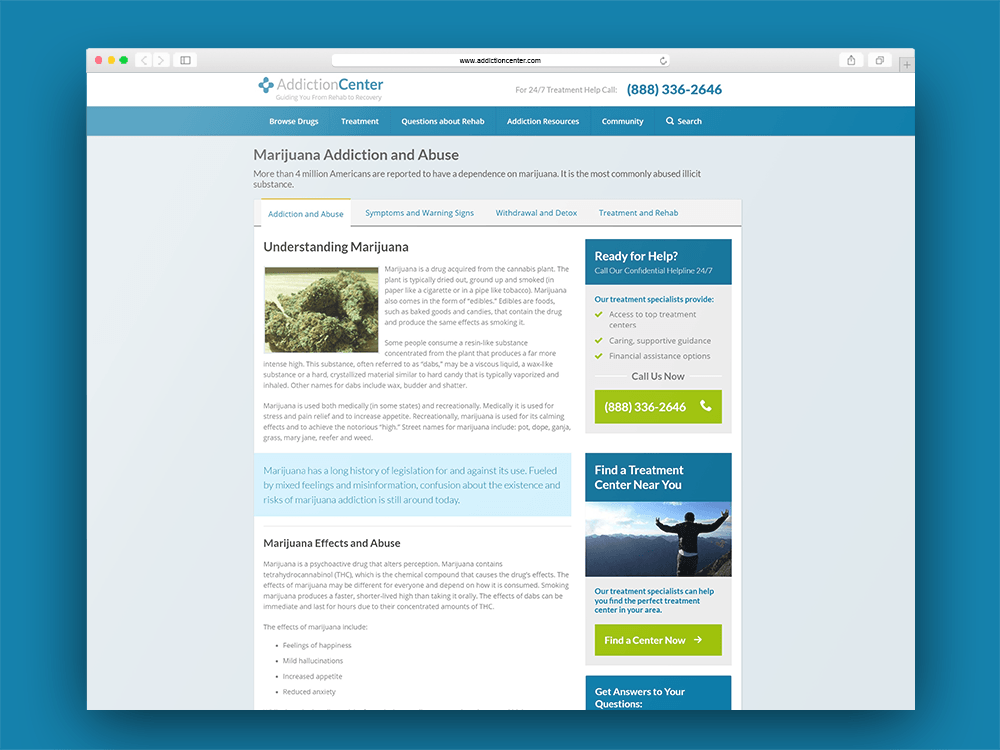 www.addictioncenter.com
AddictionCenter
Guiding You From Rehab to Recovery
For 24/7 Treatment Help Call: (888) 336-2646
Browse Drugs Treatment Questions about Rehab Addiction Resources Community Search
Marijuana Addiction and Abuse
More than 4 million Americans are reported to have a dependence on marijuana. It is the most commonly abused illicit
substance.
Addiction and Abuse Symptoms and Warning Signs Withdrawal and Detox Treatment and Rehab
Understanding Marijuana
Marijuana is a drug acquired from the cannabis plant. The
plant is typically dried out, ground up and smoked (in
paper like a cigarette or in a pipe like tobacco). Marijuana
also comes in the form of “edibles.” Edibles are foods,
such as baked goods and candies, that contain the drug
and produce the same effects as smoking it.
Some people consume a resin-like substance
concentrated from the plant that produces a far more
intense high. This substance, often referred to as “dabs,” may be a viscous liquid, a wax-like
substance or a hard, crystallized material similar to hard candy that is typically vaporized and
inhaled. Other names for dabs include wax, budder and shatter.
Marijuana is used both medically (in some states) and recreationally. Medically it is used for
stress and pain relief and to increase appetite. Recreationally, marijuana is used for its calming
effects and to achieve the notorious “high.” Street names for marijuana include: pot, dope, ganja,
grass, mary jane, reefer and weed.
Marijuana has a long history of legislation for and against its use. Fueled
by mixed feelings and misinformation, confusion about the existence and
risks of marijuana addiction is still around today.
Marijuana Effects and Abuse
Marijuana is a psychoactive drug that alters perception. Marijuana contains
tetrahydrocannabinol (THC), which is the chemical compound that causes the drug's effects. The
effects of marijuana may be different for everyone and depend on how it is consumed. Smoking
marijuana produces a faster, shorter-lived high than taking it orally. The effects of dabs can be
immediate and last for hours due to their concentrated amounts of THC.
The effects of marijuana include:
• Feelings of happiness
• Mild hallucinations
• Increased appetite
• Reduced anxiety
Ready for Help?
Call Our Confidential Helpline 24/7
Our treatment specialists provide:
Access to top treatment
centers
Caring, supportive guidance
Financial assistance options
Call Us Now
(888) 336-2646
Find a Treatment
Center Near You
Our treatment specialists can help
you find the perfect treatment
center in your area.
Find a Center Now
Get Answers to Your
Questions: